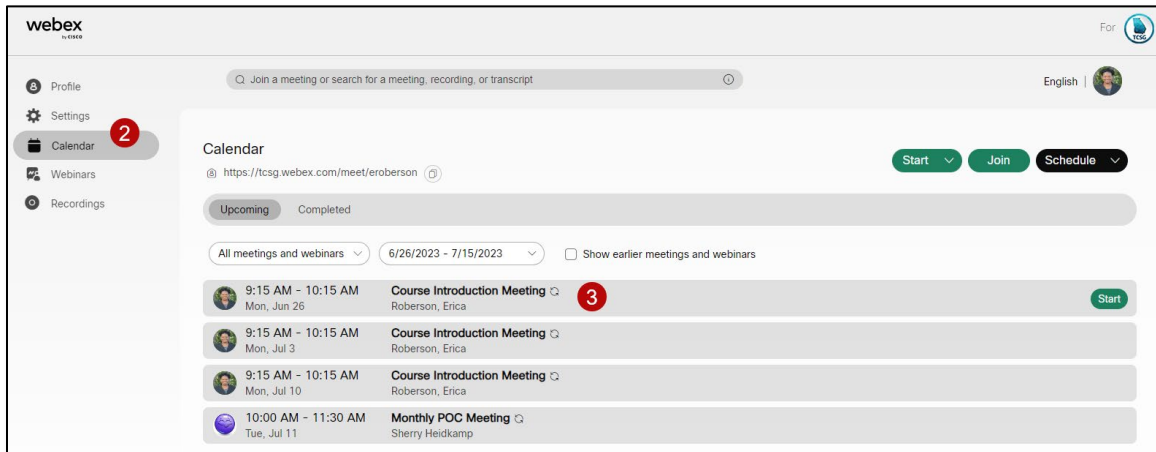 webex
by CISCO
For
TCSG
Profile
Settings
Calendar
2
Webinars
Recordings
Join a meeting or search for a meeting, recording, or transcript
English |
Calendar
https://tcsg.webex.com/meet/eroberson
Start
Join
Schedule
Upcoming Completed
All meetings and webinars 6/26/2023 - 7/15/2023 Show earlier meetings and webinars
9:15 AM - 10:15 AM Course Introduction Meeting 3 Start
Mon, Jun 26 Roberson, Erica
9:15 AM - 10:15 AM Course Introduction Meeting
Mon, Jul 3 Roberson, Erica
9:15 AM - 10:15 AM Course Introduction Meeting
Mon, Jul 10 Roberson, Erica
10:00 AM - 11:30 AM Monthly POC Meeting
Tue, Jul 11 Sherry Heidkamp